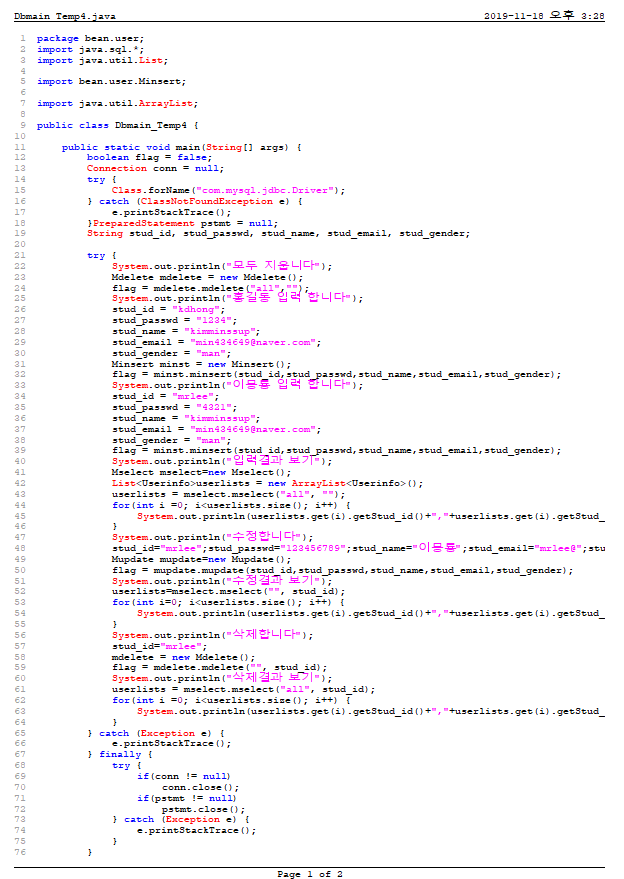 Dbmain_Temp4.java 2019-11-18 오후 3:28
1 package bean.user;
2 import java.sql.*;
3 import java.util.List;
4
5 import bean.user.Minsert;
6
7 import java.util.ArrayList;
8
9 public class Dbmain_Temp4 {
10
11 public static void main(String[] args) {
12 boolean flag = false;
13 Connection conn = null;
14 try {
15 Class.forName("com.mysql.jdbc.Driver");
16 } catch (ClassNotFoundException e) {
17 e.printStackTrace();
18 }PreparedStatement pstmt = null;
19 String stud_id, stud_passwd, stud_name, stud_email, stud_gender;
20
21 try {
22 System.out.println("모두 지웁니다");
23 Mdelete mdelete = new Mdelete();
24 flag = mdelete.mdelete("all","");
25 System.out.println("홍길동 입력 합니다");
26 stud_id = "kdhong";
27 stud_passwd = "1234";
28 stud_name = "kimminssup";
29 stud_email = "min434649@naver.com";
30 stud_gender = "man";
31 Minsert minst = new Minsert();
32 flag = minst.minsert(stud_id,stud_passwd,stud_name,stud_email,stud_gender);
33 System.out.println("이몽룡 입력 합니다");
34 stud_id = "mrlee";
35 stud_passwd = "4321";
36 stud_name = "kimminssup";
37 stud_email = "min434649@naver.com";
38 stud_gender = "man";
39 flag = minst.minsert(stud_id,stud_passwd,stud_name,stud_email,stud_gender);
40 System.out.println("입력결과 보기");
41 Mselect mselect=new Mselect();
42 List<Userinfo>userlists = new ArrayList<Userinfo>();
43 userlists = mselect.mselect("all", "");
44 for(int i =0; i<userlists.size(); i++) {
45 System.out.println(userlists.get(i).getStud_id()+","+userlists.get(i).getStud_
46 }
47 System.out.println("수정합니다");
48 stud_id="mrlee";stud_passwd="123456789";stud_name="이몽룡";stud_email="mrlee@";stu
49 Mupdate mupdate=new Mupdate();
50 flag = mupdate.mupdate(stud_id,stud_passwd,stud_name,stud_email,stud_gender);
51 System.out.println("수정결과 보기");
52 userlists=mselect.mselect("", stud_id);
53 for(int i=0; i<userlists.size(); i++) {
54 System.out.println(userlists.get(i).getStud_id()+","+userlists.get(i).getStud_
55 }
56 System.out.println("삭제합니다");
57 stud_id="mrlee";
58 mdelete = new Mdelete();
59 flag = mdelete.mdelete("", stud_id);
60 System.out.println("삭제결과 보기");
61 userlists = mselect.mselect("all", stud_id);
62 for(int i =0; i<userlists.size(); i++) {
63 System.out.println(userlists.get(i).getStud_id()+","+userlists.get(i).getStud_
64 }
65 } catch (Exception e) {
66 e.printStackTrace();
67 } finally {
68 try {
69 if(conn != null)
70 conn.close();
71 if(pstmt != null)
72 pstmt.close();
73 } catch (Exception e) {
74 e.printStackTrace();
75 }
76 }
Page 1 of 2